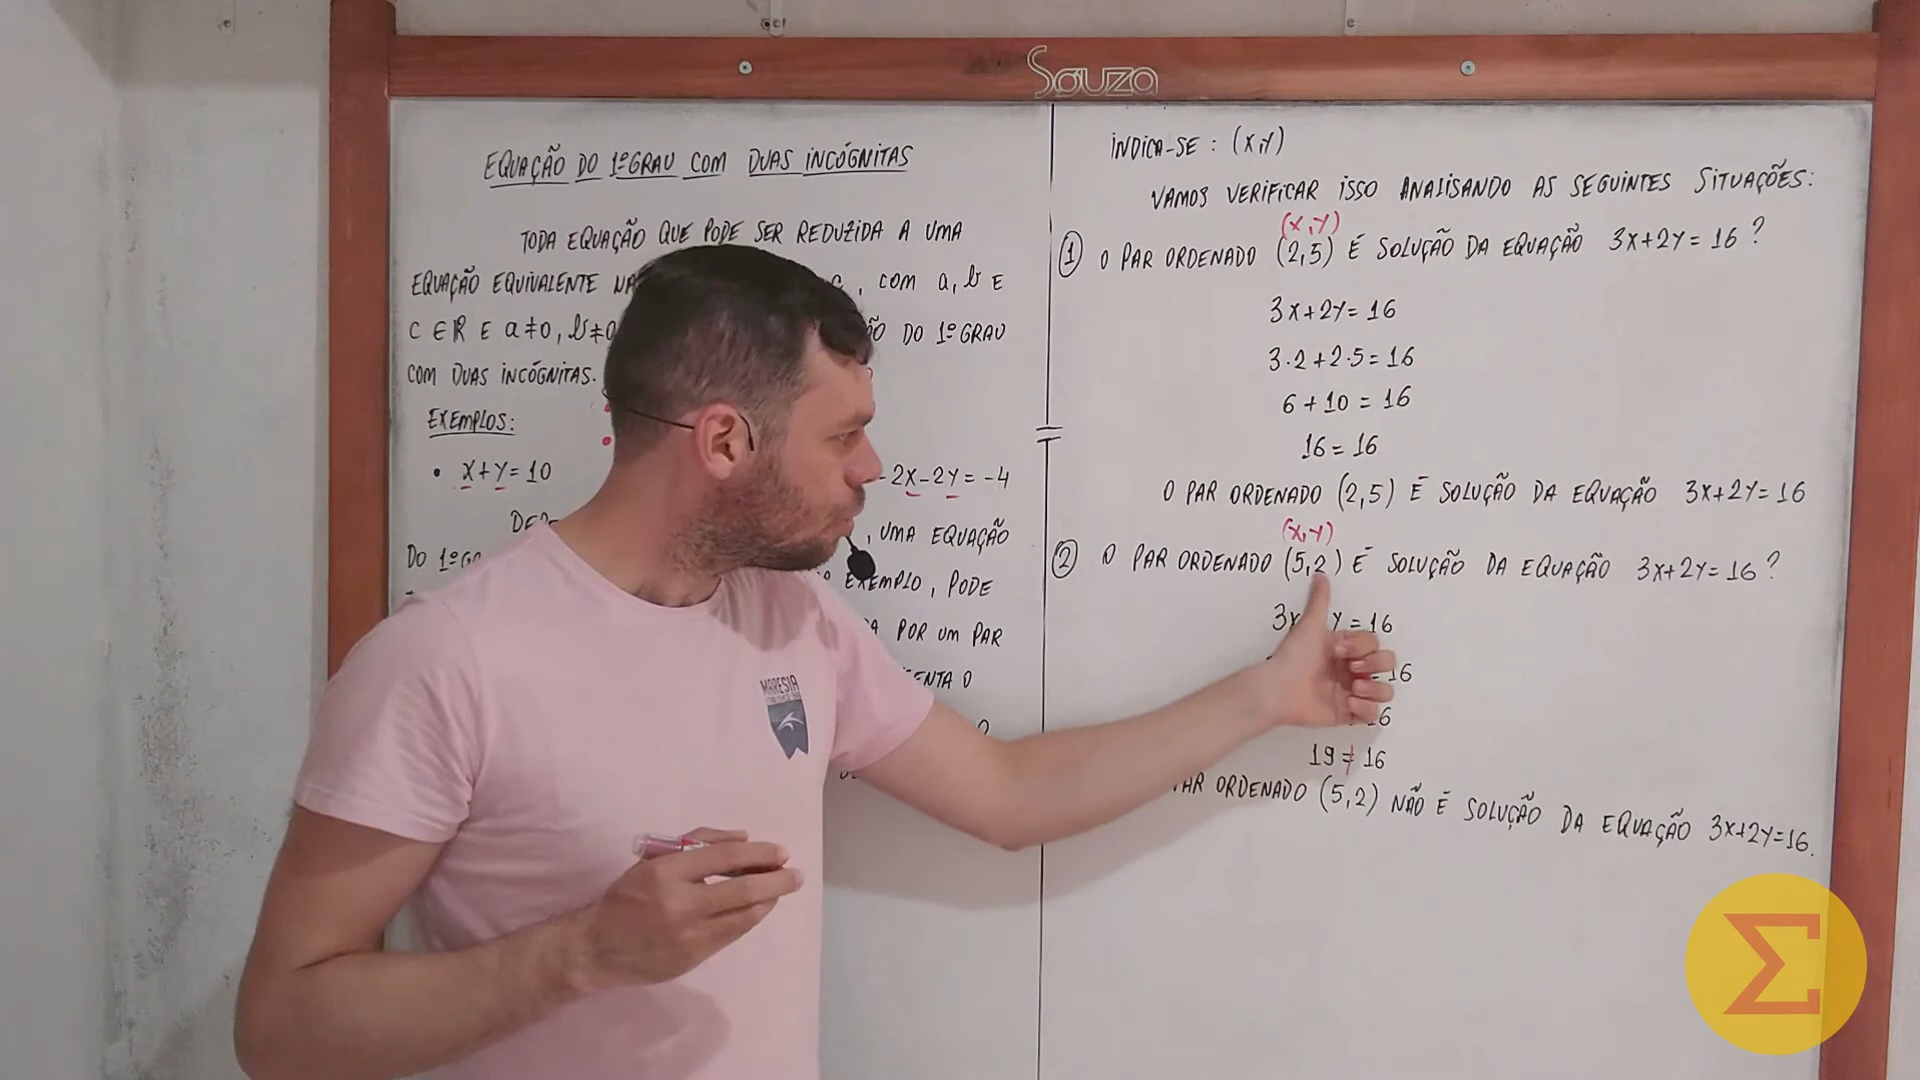 Souza
EQUAÇÃO DO 1º GRAU COM DUAS INCÓGNITAS
TODA EQUAÇÃO QUE PODE SER REDUZIDA A UMA
EQUAÇÃO EQUIVALENTE NA , COM a, b E
C ∈ R E a ≠ 0, b ≠ 0 DO 1º GRAU
COM DUAS INCÓGNITAS.
EXEMPLOS:
• X + Y = 10 - 2X - 2Y = -4
, UMA EQUAÇÃO
DO 1º EXEMPLO, PODE
POR UM PAR
O
INDICA-SE : (X,Y)
VAMOS VERIFICAR ISSO ANALISANDO AS SEGUINTES SITUAÇÕES:
(X,Y)
① O PAR ORDENADO (2,5) É SOLUÇÃO DA EQUAÇÃO 3X+2Y=16 ?
3X+2Y=16
3·2+2·5=16
6+10=16
16=16
O PAR ORDENADO (2,5) É SOLUÇÃO DA EQUAÇÃO 3X+2Y=16
(X,Y)
② O PAR ORDENADO (5,2) É SOLUÇÃO DA EQUAÇÃO 3X+2Y=16 ?
3X Y = 16
= 16
16
19 ≠ 16
PAR ORDENADO (5,2) NÃO É SOLUÇÃO DA EQUAÇÃO 3X+2Y=16.
MARESIA
Σ